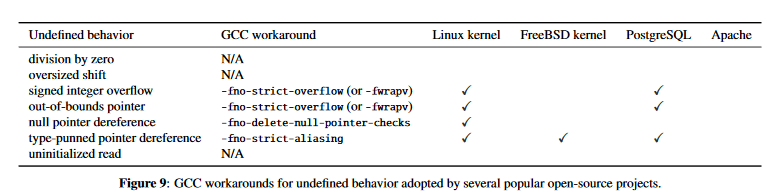 Undefined behavior GCC workaround Linux kernel FreeBSD kernel PostgreSQL Apache
division by zero N/A
oversized shift N/A
signed integer overflow -fno-strict-overflow (or -fwrapv) ✓ ✓
out-of-bounds pointer -fno-strict-overflow (or -fwrapv) ✓ ✓
null pointer dereference -fno-delete-null-pointer-checks ✓
type-punned pointer dereference -fno-strict-aliasing ✓ ✓ ✓
uninitialized read N/A
Figure 9: GCC workarounds for undefined behavior adopted by several popular open-source projects.